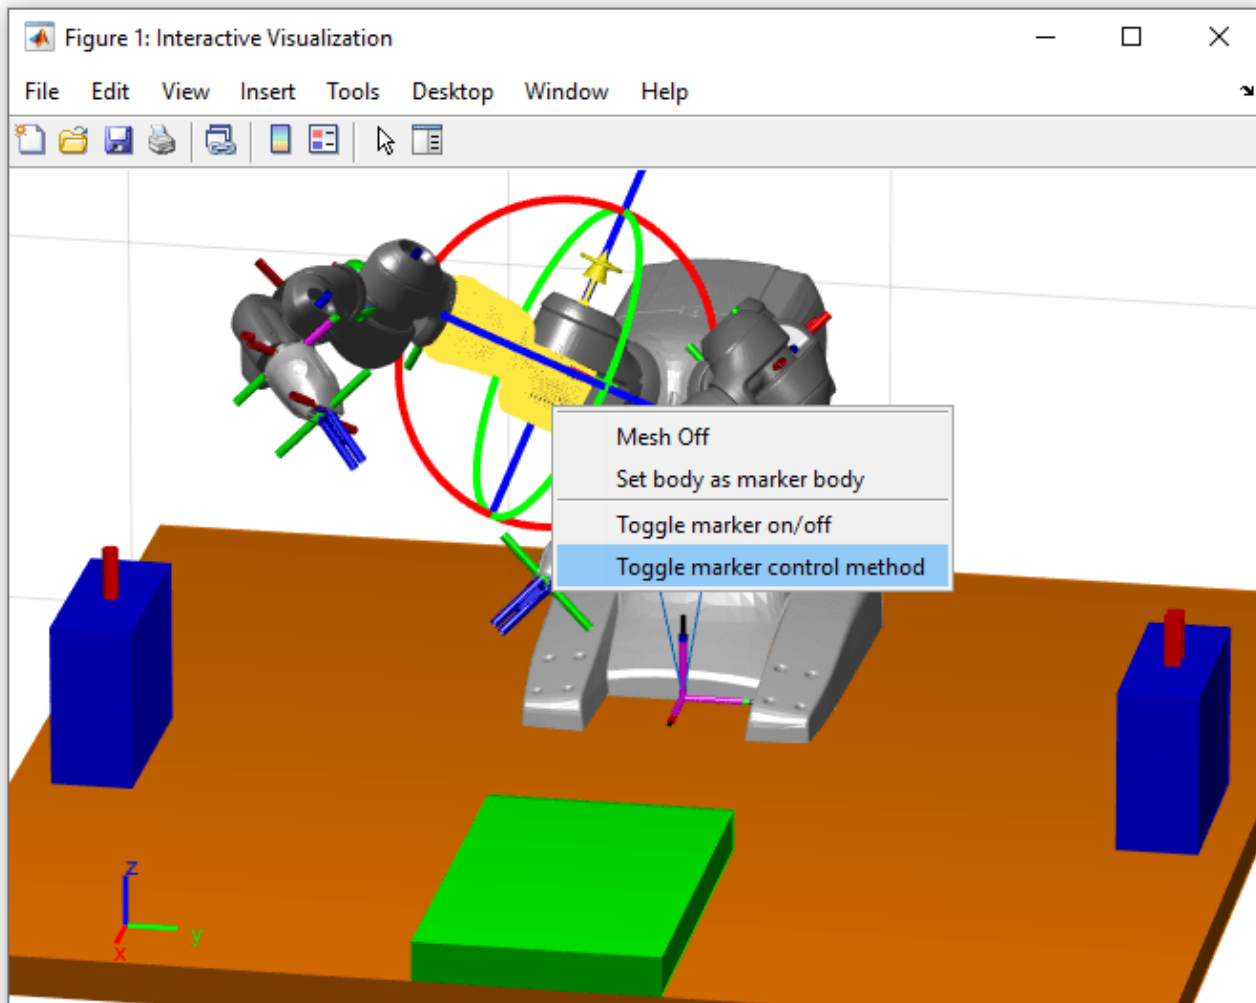 Figure 1: Interactive Visualization
File Edit View Insert Tools Desktop Window Help
Mesh Off
Set body as marker body
Toggle marker on/off
Toggle marker control method
z
y
x